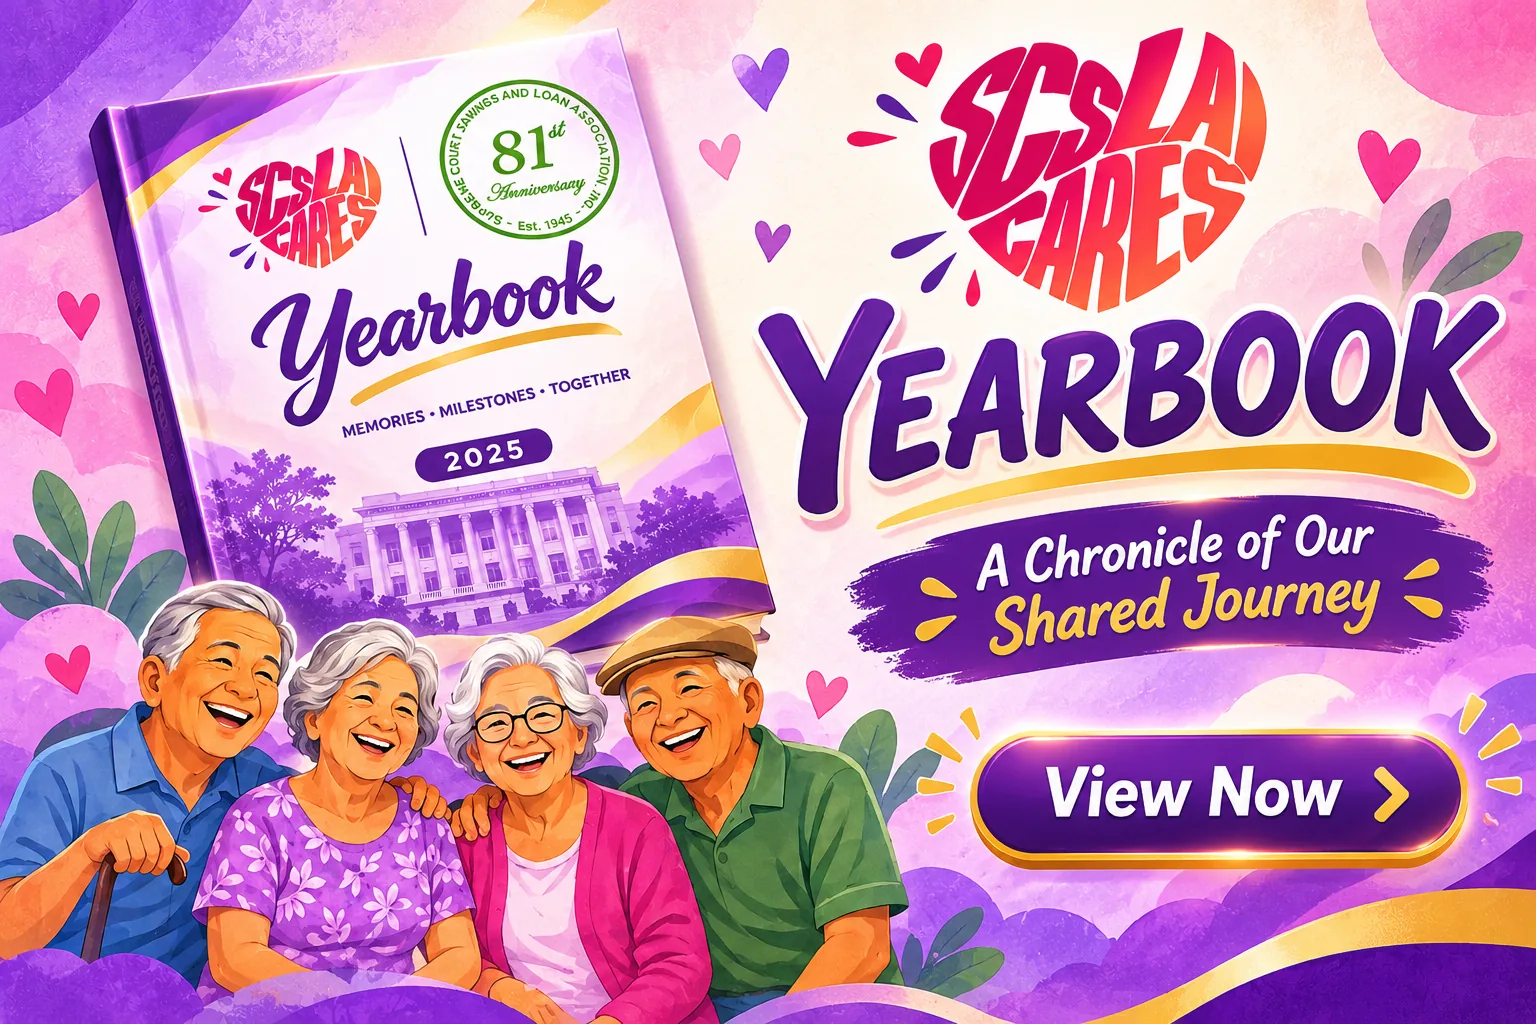 SCSLAI
CARES
SUPREME COURT SAVINGS AND LOAN ASSOCIATION, INC.
81st
Anniversary
- Est. 1945 -
Yearbook
MEMORIES • MILESTONES • TOGETHER
2025
SCSLAI
CARES
YEARBOOK
A Chronicle of Our
Shared Journey
View Now